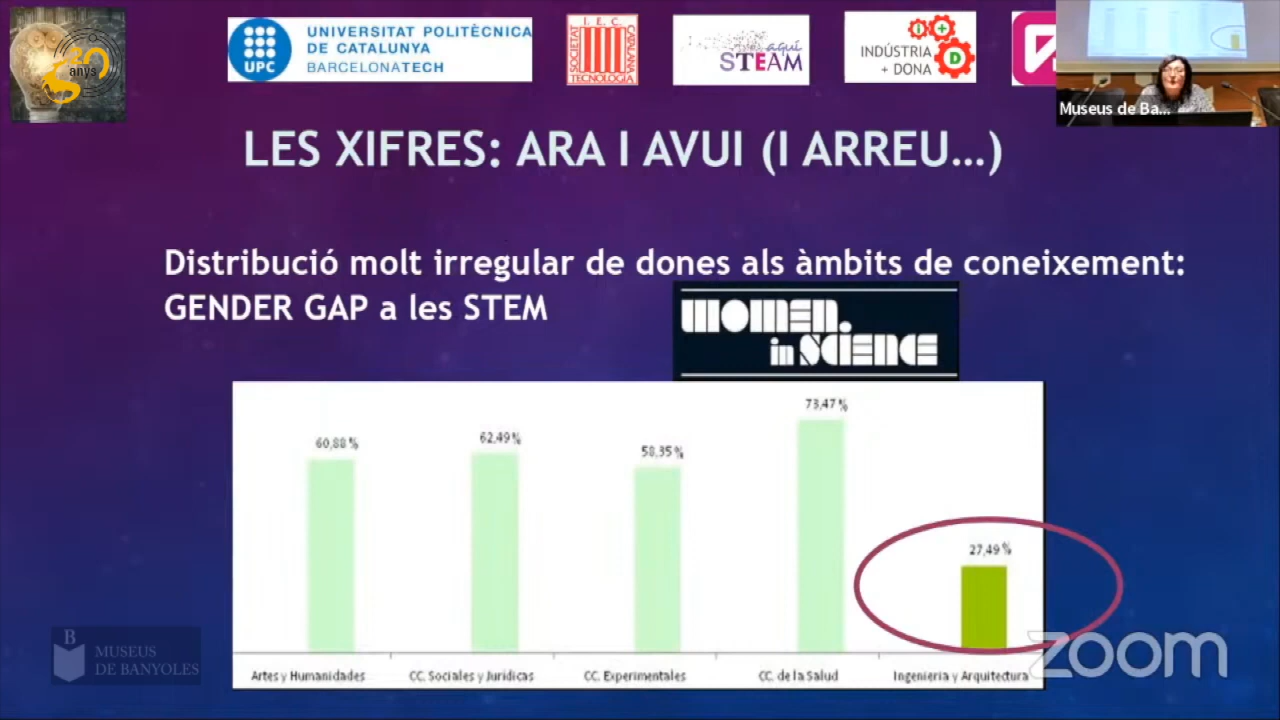 20
anys
UPC
UNIVERSITAT POLITÈCNICA
DE CATALUNYA
BARCELONATECH
I. E. C.
SOCIETAT
CATALANA
TECNOLOGIA
aquí
STEAM
INDÚSTRIA
+ DONA
i
D
Museus de Ba...
LES XIFRES: ARA I AVUI (I ARREU...)
Distribució molt irregular de dones als àmbits de coneixement:
GENDER GAP a les STEM
WOMEN
in SCIENCE
60,88 %
62,49%
58,35%
73,47 %
27,49 %
Artes y Humanidades
CC. Sociales y Jurídicas
CC. Experimentales
CC. de la Salud
Ingeniería y Arquitectura
B
MUSEUS
DE BANYOLES
zoom